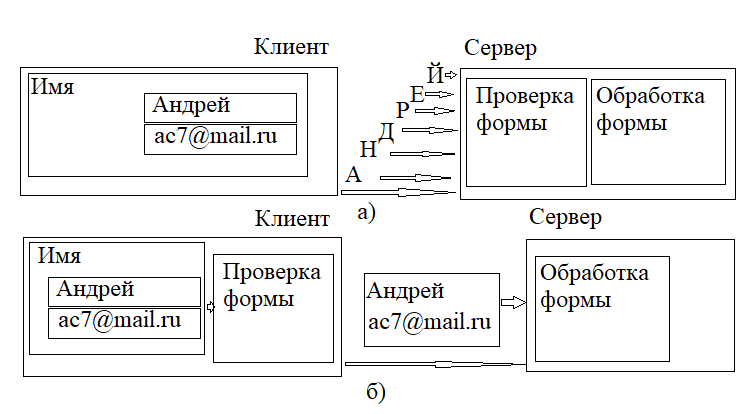 Клиент
Сервер
Имя
Андрей
ac7@mail.ru
Й
Е
Р
Д
Н
А
Проверка
формы
Обработка
формы
а)
Клиент
Сервер
Имя
Андрей
ac7@mail.ru
Проверка
формы
Андрей
ac7@mail.ru
Обработка
формы
б)